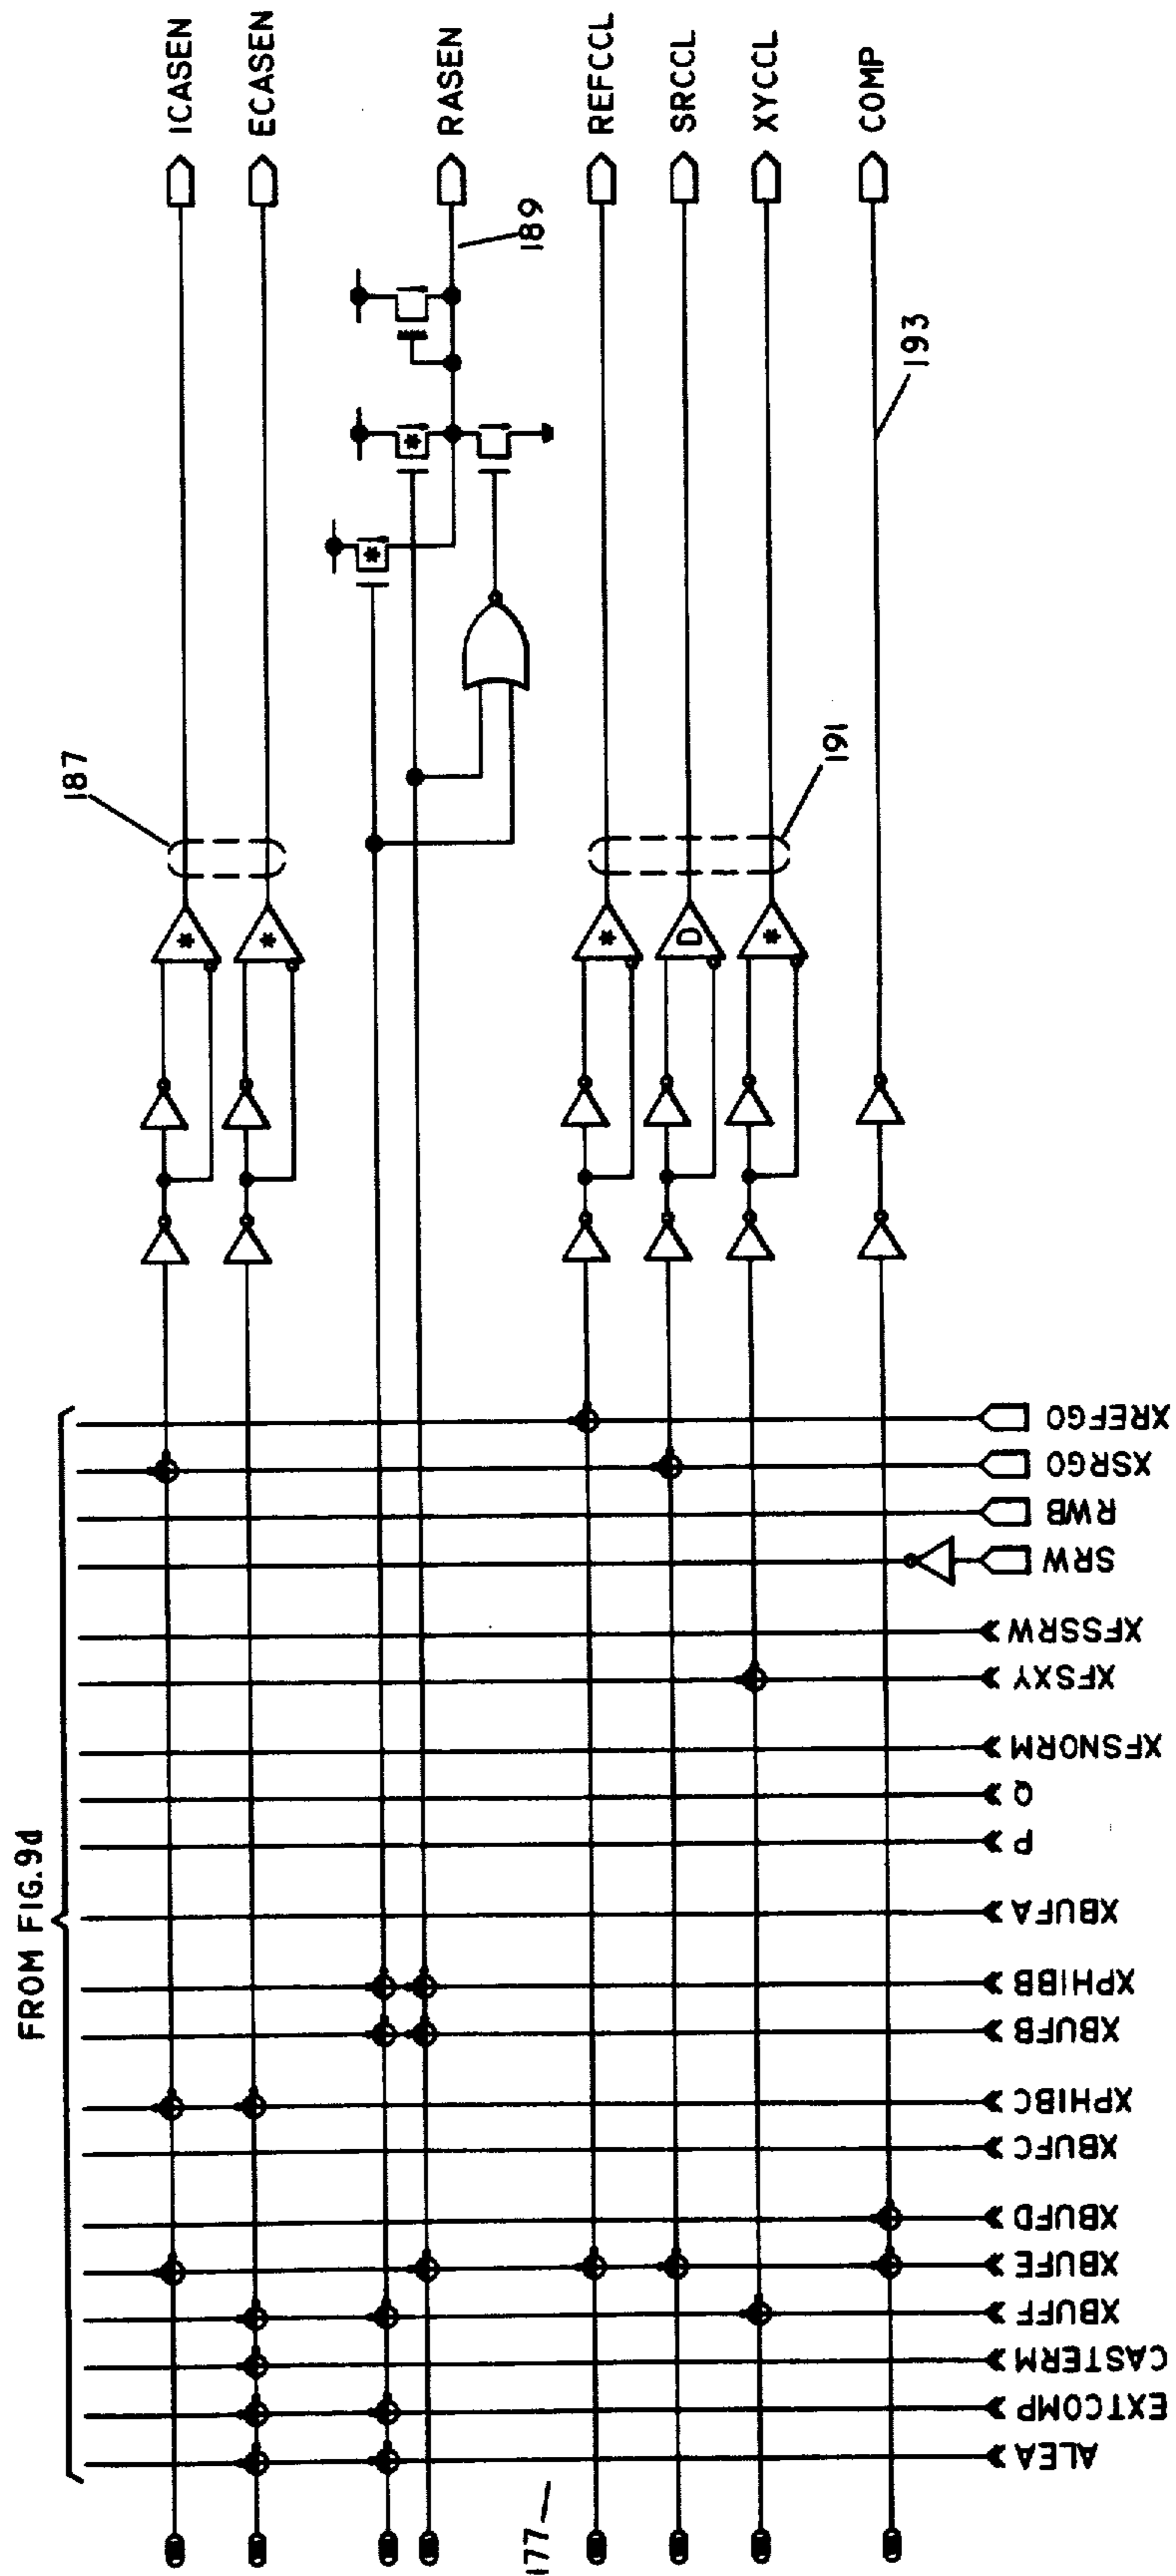 ICASEN
ECASEN
RASEN
REFCCL
SRCCL
XYCCL
COMP
189
193
187
191
*
*
*
*
*
D
*
FROM FIG.9d
XREFGO
XSRGO
RWB
SRW
XFSSRW
XFSXY
XFSNORM
Q
P
XBUFA
XPHIBB
XBUFB
XPHIBC
XBUFC
XBUFD
XBUFE
XBUFF
CASTERM
EXTCOMP
ALEA
177